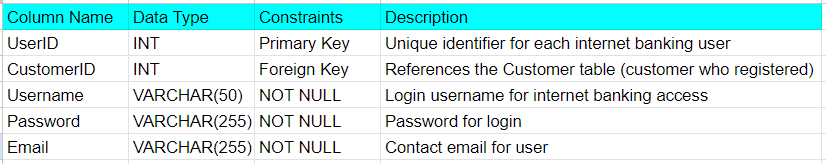 Column Name Data Type Constraints Description
UserID INT Primary Key Unique identifier for each internet banking user
CustomerID INT Foreign Key References the Customer table (customer who registered)
Username VARCHAR(50) NOT NULL Login username for internet banking access
Password VARCHAR(255) NOT NULL Password for login
Email VARCHAR(255) NOT NULL Contact email for user